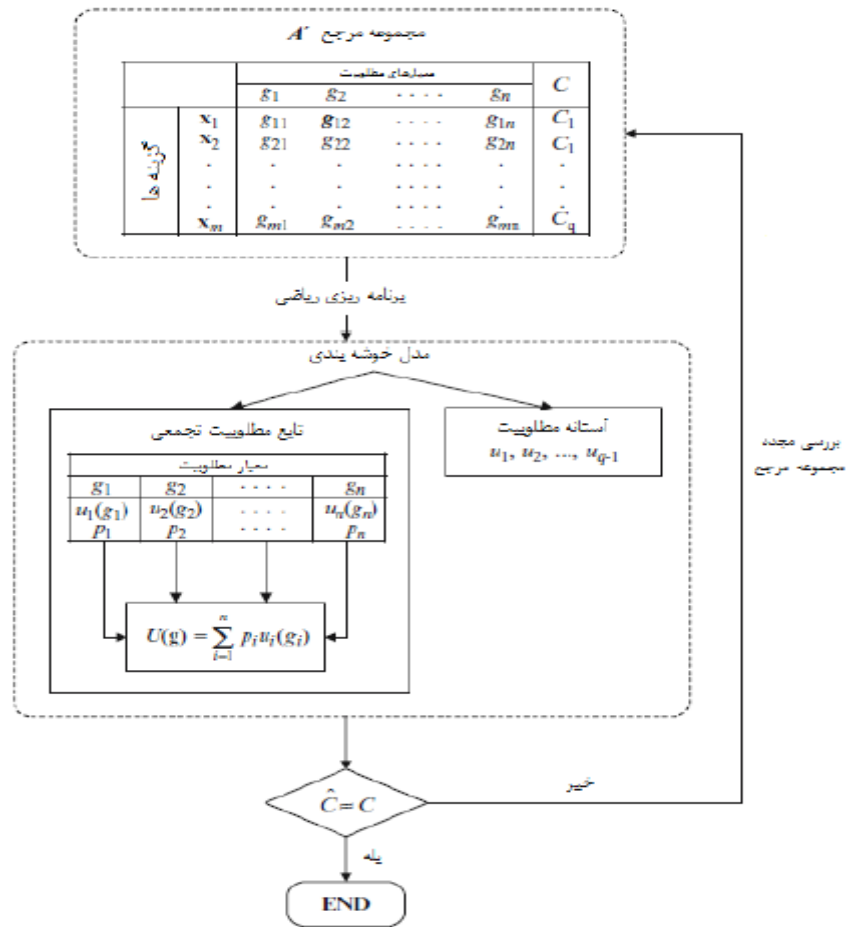 مجموعه مرجع A'
معیارهای مطلوبیت
g1 g2 . . . . gn C
گزینه ها
x1 g11 g12 . . . . g1n C1
x2 g21 g22 . . . . g2n C1
. . . . . . . .
. . . . . . . .
. . . . . . . .
xm gm1 gm2 . . . . gmn Cq
برنامه ریزی ریاضی
مدل خوشه بندی
تابع مطلوبیت تجمعی
معیار مطلوبیت
g1 g2 . . . . gn
u1(g1) u2(g2) . . . . un(gn)
p1 p2 . . . . pn
U(g) = ∑_{i=1}^{n} pi ui(gi)
آستانه مطلوبیت
u1, u2, ..., uq-1
بررسی مجدد
مجموعه مرجع
Ĉ = C
خیر
بله
END